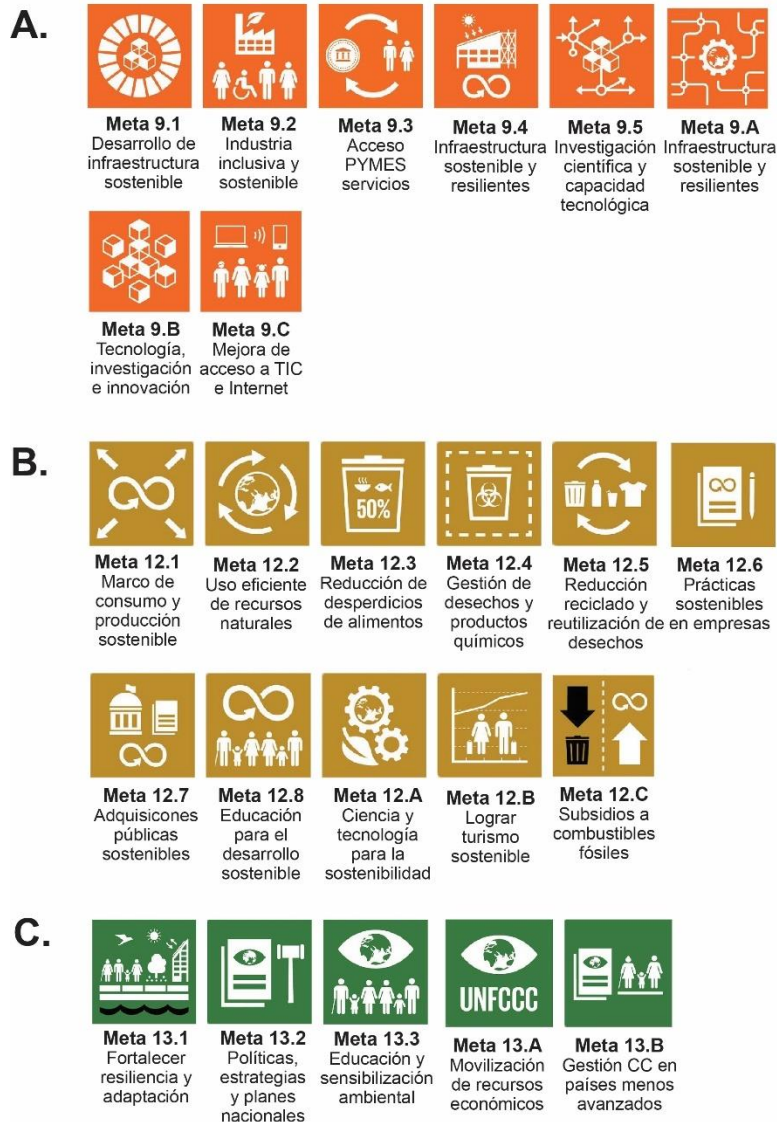 A.
Meta 9.1
Desarrollo de
infraestructura
sostenible
Meta 9.2
Industria
inclusiva y
sostenible
Meta 9.3
Acceso
PYMES
servicios
Meta 9.4
Infraestructura
sostenible y
resilientes
Meta 9.5
Investigación
científica y
capacidad
tecnológica
Meta 9.A
Infraestructura
sostenible y
resilientes
Meta 9.B
Tecnología,
investigación
e innovación
Meta 9.C
Mejora de
acceso a TIC
e Internet
B.
Meta 12.1
Marco de
consumo y
producción
sostenible
Meta 12.2
Uso eficiente
de recursos
naturales
50%
Meta 12.3
Reducción de
desperdicios
de alimentos
Meta 12.4
Gestión de
desechos y
productos
químicos
Meta 12.5
Reducción
reciclado y
reutilización de
desechos
Meta 12.6
Prácticas
sostenibles
en empresas
Meta 12.7
Adquisicones
públicas
sostenibles
Meta 12.8
Educación
para el
desarrollo
sostenible
Meta 12.A
Ciencia y
tecnología
para la
sostenibilidad
Meta 12.B
Lograr
turismo
sostenible
Meta 12.C
Subsidios a
combustibles
fósiles
C.
Meta 13.1
Fortalecer
resiliencia y
adaptación
Meta 13.2
Políticas,
estrategias
y planes
nacionales
Meta 13.3
Educación y
sensibilización
ambiental
UNFCCC
Meta 13.A
Movilización
de recursos
económicos
Meta 13.B
Gestión CC en
países menos
avanzados